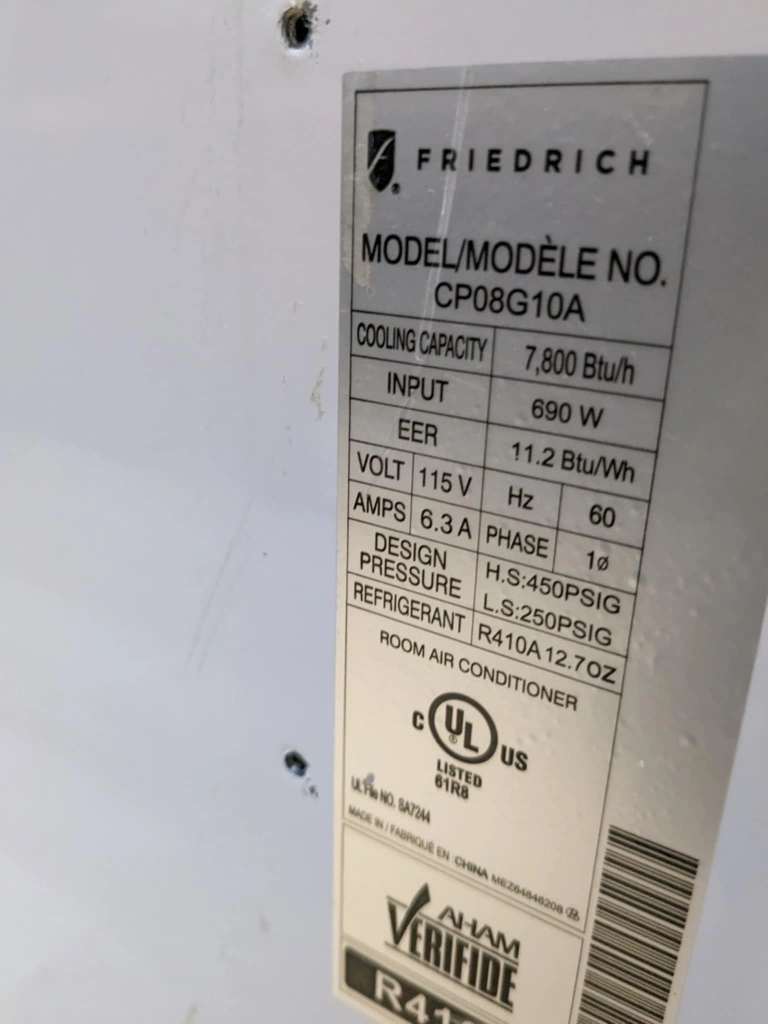 FRIEDRICH
MODEL/MODÈLE NO.
CP08G10A
COOLING CAPACITY 7,800 Btu/h
INPUT 690 W
EER 11.2 Btu/Wh
VOLT 115 V Hz 60
AMPS 6.3 A PHASE 1ø
DESIGN PRESSURE H.S:450PSIG
L.S:250PSIG
REFRIGERANT R410A 12.7OZ
ROOM AIR CONDITIONER
C UL ® US
LISTED
61R8
UL File NO. SA7244
MADE IN / FABRIQUÉ EN :CHINA MEZ64846208
AHAM
VERIFIDE
R410